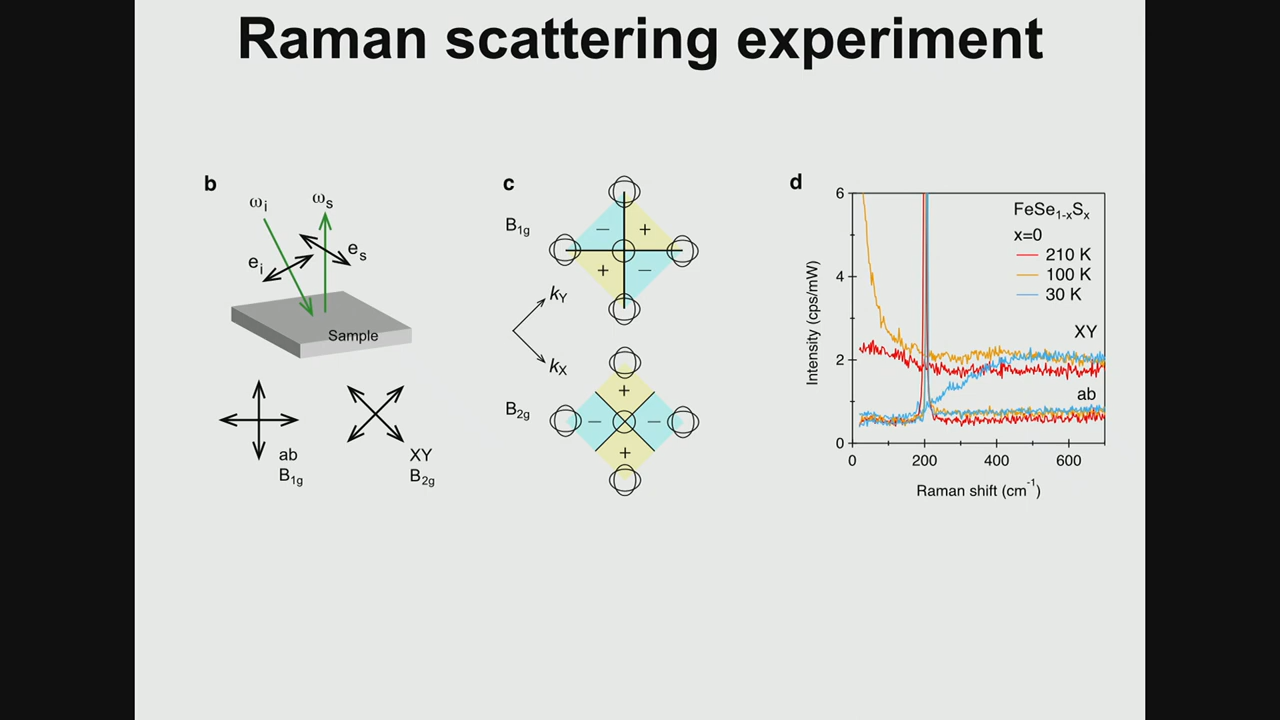 Raman scattering experiment
b
ωi
ωs
ei
es
Sample
ab
B1g
XY
B2g
c
B1g
− +
+ −
kY
kX
B2g
+
− −
+
d
FeSe1-xSx
x=0
210 K
100 K
30 K
XY
ab
Intensity (cps/mW)
6
4
2
0
0 200 400 600
Raman shift (cm-1)